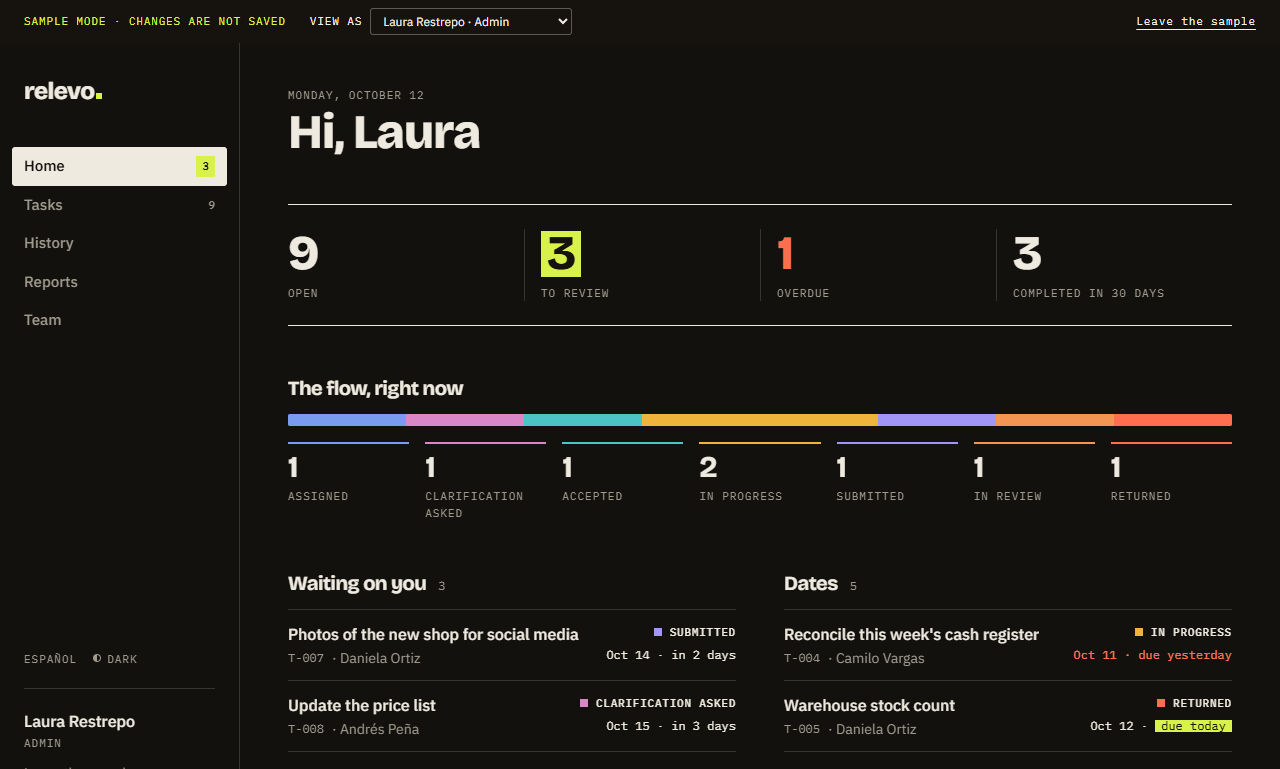 SAMPLE MODE · CHANGES ARE NOT SAVED
VIEW AS
Laura Restrepo · Admin
Leave the sample
relevo.
Home 3
Tasks 9
History
Reports
Team
ESPAÑOL
DARK
Laura Restrepo
ADMIN
MONDAY, OCTOBER 12
Hi, Laura
9
OPEN
3
TO REVIEW
1
OVERDUE
3
COMPLETED IN 30 DAYS
The flow, right now
1
ASSIGNED
1
CLARIFICATION
ASKED
1
ACCEPTED
2
IN PROGRESS
1
SUBMITTED
1
IN REVIEW
1
RETURNED
Waiting on you 3
Photos of the new shop for social media
SUBMITTED
T-007 · Daniela Ortiz
Oct 14 · in 2 days
Update the price list
CLARIFICATION ASKED
T-008 · Andrés Peña
Oct 15 · in 3 days
Dates 5
Reconcile this week's cash register
IN PROGRESS
T-004 · Camilo Vargas
Oct 11 · due yesterday
Warehouse stock count
RETURNED
T-005 · Daniela Ortiz
Oct 12 · due today